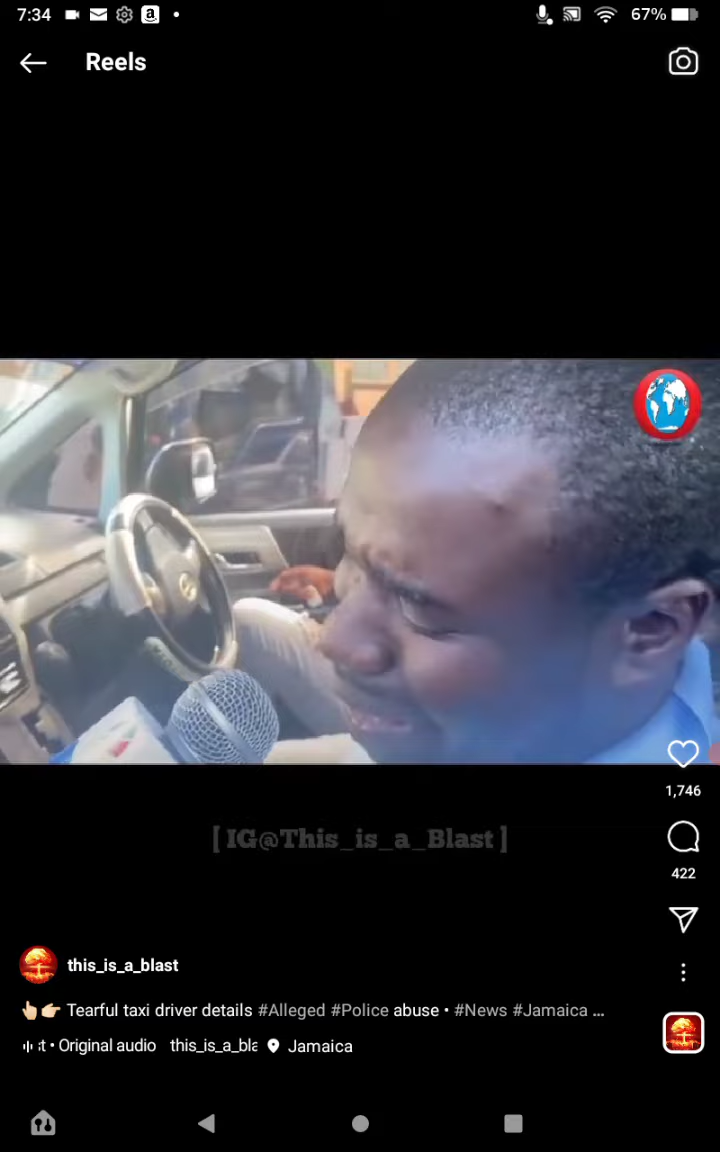 7:34
67%
Reels
1,746
[ IG@This_is_a_Blast ]
422
this_is_a_blast
👆🏼👉🏼 Tearful taxi driver details #Alleged #Police abuse • #News #Jamaica ...
:t • Original audio this_is_a_bla Jamaica